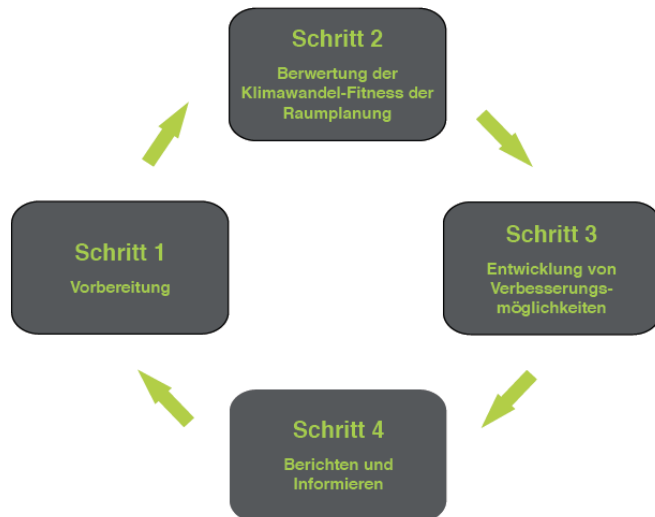 Schritt 2
Berwertung der
Klimawandel-Fitness der
Raumplanung
Schritt 1
Vorbereitung
Schritt 3
Entwicklung von
Verbesserungs-
möglichkeiten
Schritt 4
Berichten und
Informieren